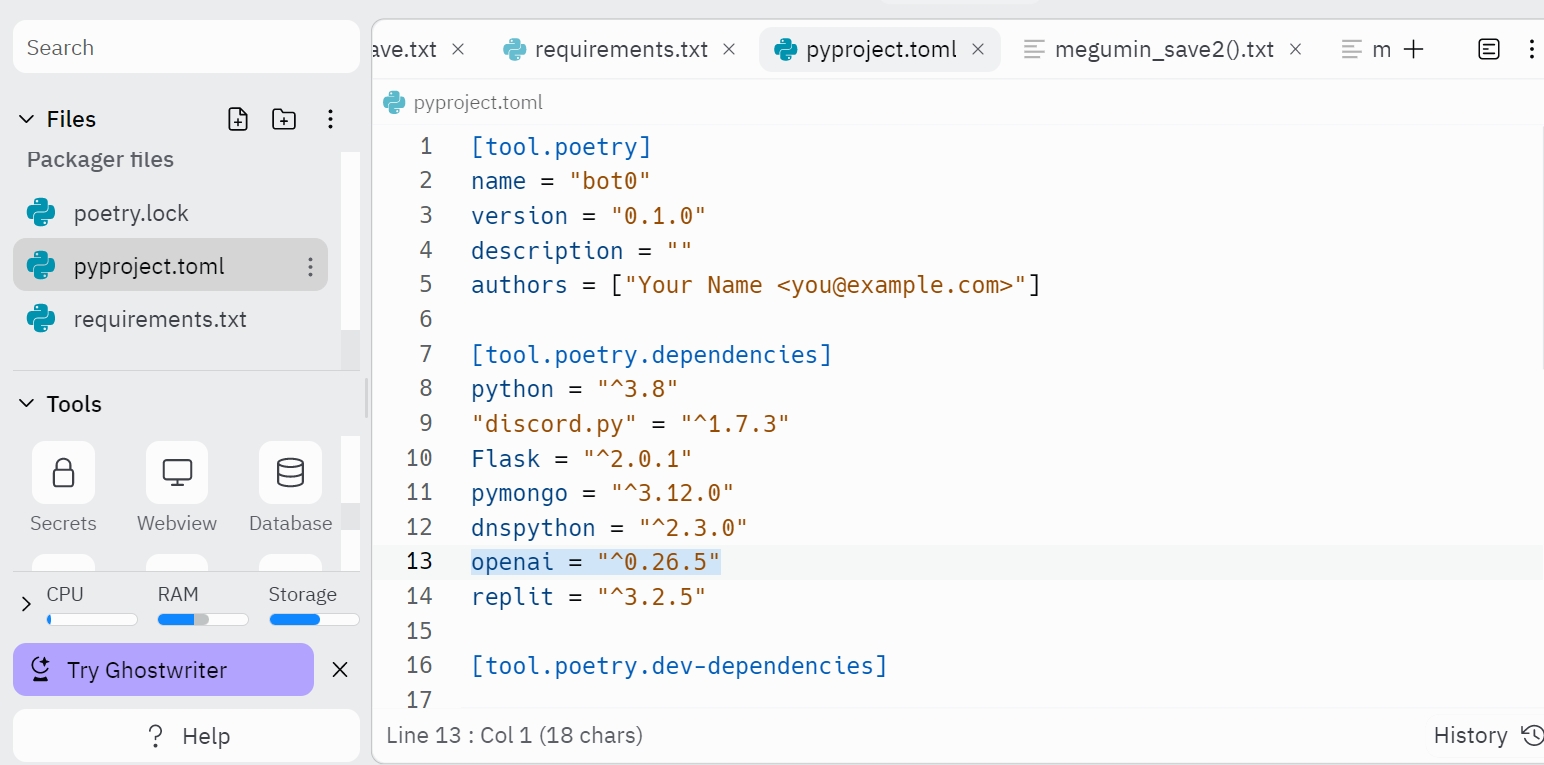 Search
Files
Packager files
poetry.lock
pyproject.toml
requirements.txt
Tools
Secrets Webview Database
CPU RAM Storage
Try Ghostwriter
? Help
ave.txt requirements.txt pyproject.toml megumin_save2().txt m
pyproject.toml
1 [tool.poetry]
2 name = "bot0"
3 version = "0.1.0"
4 description = ""
5 authors = ["Your Name <you@example.com>"]
6
7 [tool.poetry.dependencies]
8 python = "^3.8"
9 "discord.py" = "^1.7.3"
10 Flask = "^2.0.1"
11 pymongo = "^3.12.0"
12 dnspython = "^2.3.0"
13 openai = "^0.26.5"
14 replit = "^3.2.5"
15
16 [tool.poetry.dev-dependencies]
17
Line 13 : Col 1 (18 chars)
History